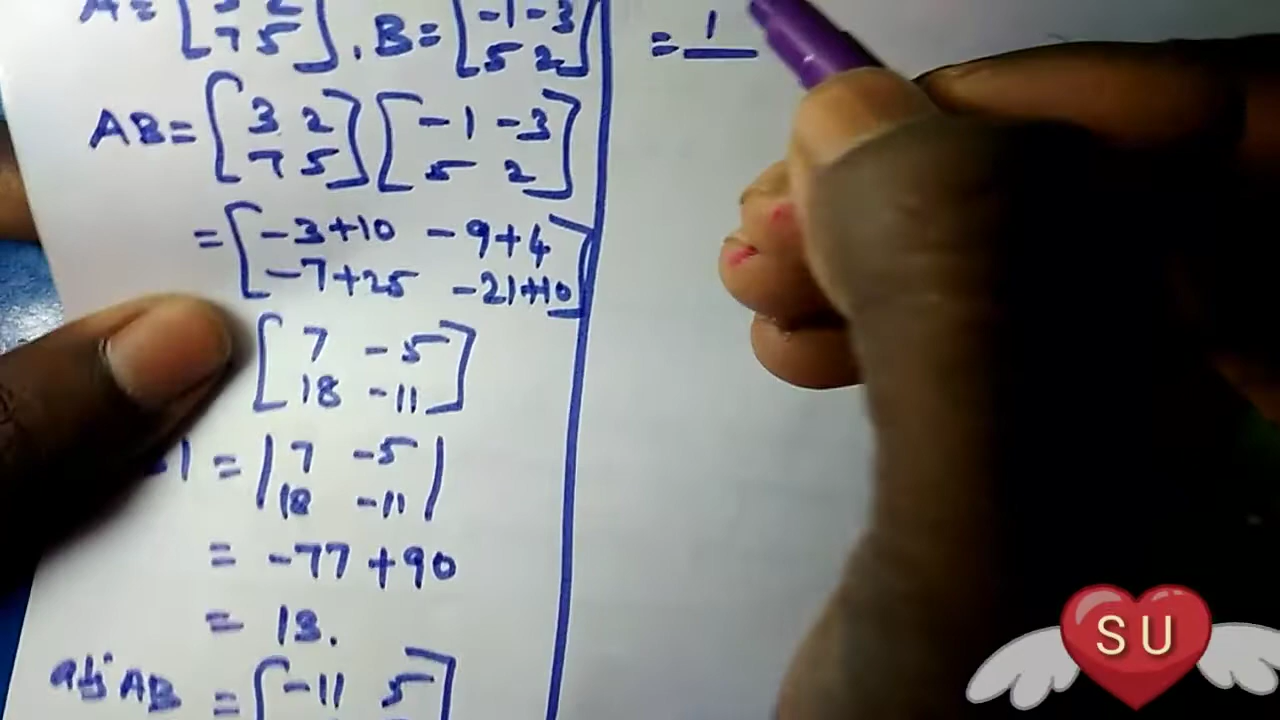 A = [3 2
7 5], B = [-1 -3
5 2]
AB = [3 2
7 5] [-1 -3
5 2]
= [-3+10 -9+4
-7+25 -21+10]
[7 -5
18 -11]
| = |7 -5
18 -11|
= -77 +90
= 13.
adj AB = [-11 5]
= 1
SU